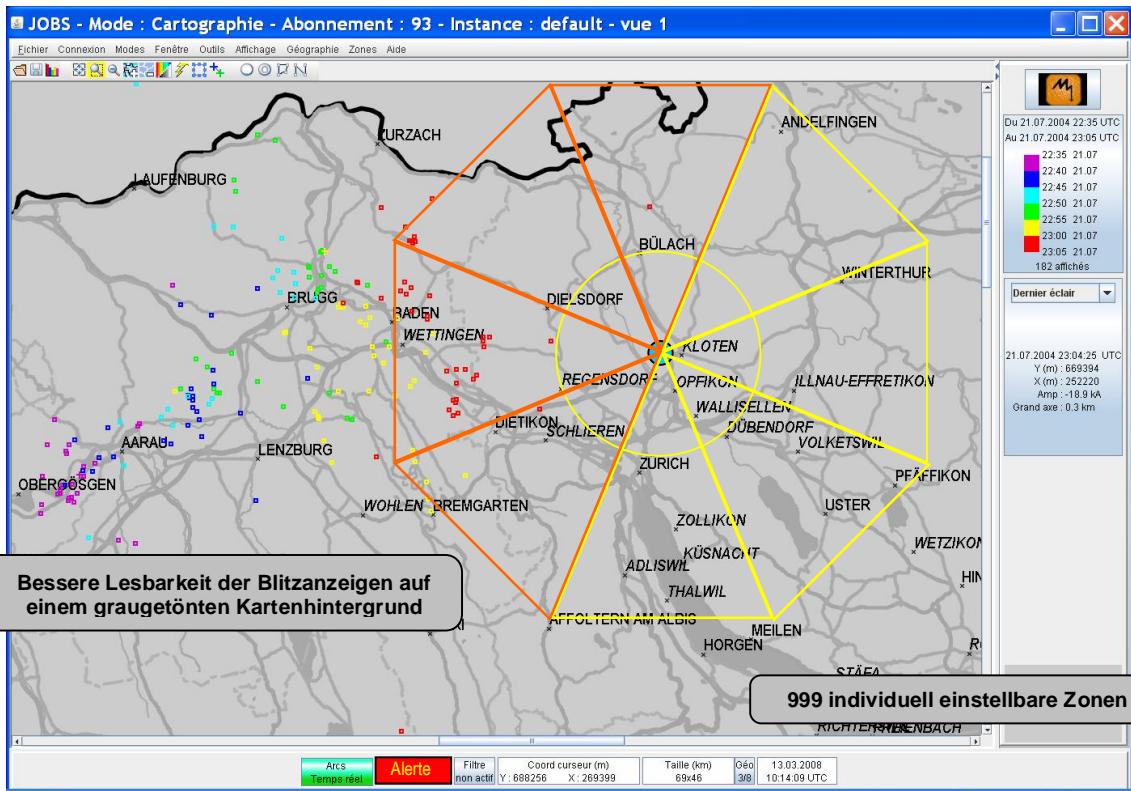 JOBS - Mode : Cartographie - Abonnement : 93 - Instance : default - vue 1
Fichier Connexion Modes Fenêtre Outils Affichage Géographie Zones Aide
Du 21.07.2004 22:35 UTC
Au 21.07.2004 23:05 UTC
22:35 21.07
22:40 21.07
22:45 21.07
22:50 21.07
22:55 21.07
23:00 21.07
23:05 21.07
182 affichés
Dernier éclair
21.07.2004 23:04:25 UTC
Y (m) : 669394
X (m) : 252220
Amp : -18.9 kA
Grand axe : 0.3 km
ANDELFINGEN
ZURZACH
LAUFENBURG
BÜLACH
WINTERTHUR
BRUGG
DIELSDORF
BADEN
WETTINGEN
KLOTEN
REGENSDORF
OPFIKON
ILLNAU-EFFRETIKON
WALLISELLEN
DIETIKON
SCHLIEREN
DÜBENDORF
VOLKETSWIL
AARAU
LENZBURG
ZÜRICH
PFÄFFIKON
OBERGÖSGEN
WOHLEN
BREMGARTEN
USTER
ZOLLIKON
WETZIKON
KÜSNACHT
ADLISWIL
HIN
THALWIL
AFFOLTERN AM ALBIS
MEILEN
HORGEN
STÄFA
Bessere Lesbarkeit der Blitzanzeigen auf
einem graugetönten Kartenhintergrund
999 individuell einstellbare Zonen
Arcs
Temps réel
Alerte
Filtre
non actif
Coord curseur (m)
Y : 688256 X : 269399
Taille (km)
69x46
Géo
3/8
13.03.2008
10:14:09 UTC